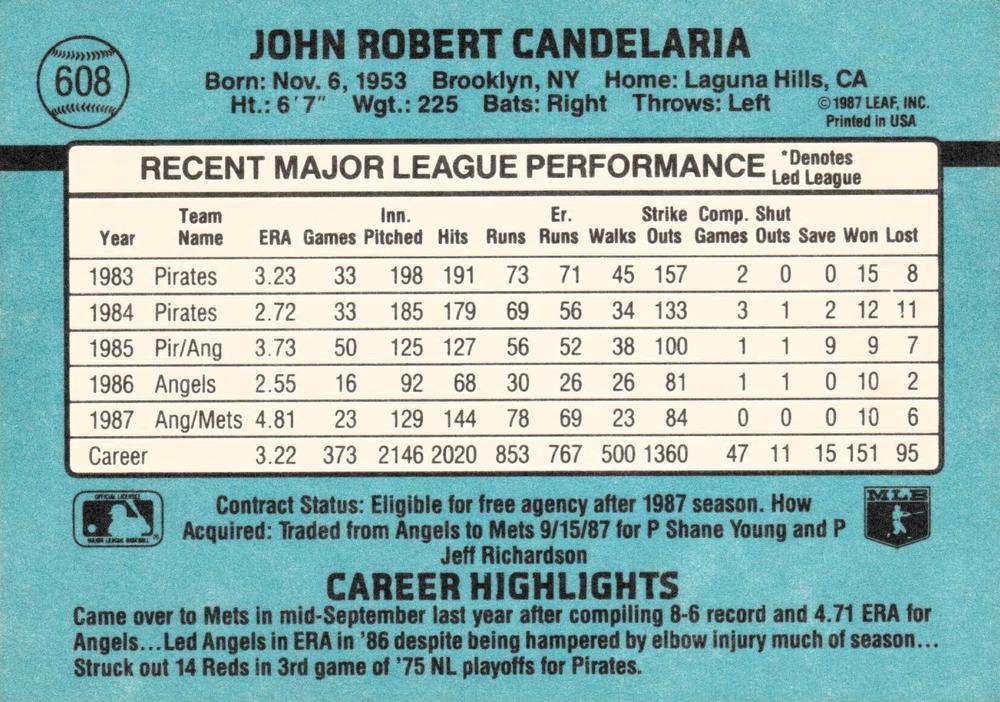 608
JOHN ROBERT CANDELARIA
Born: Nov. 6, 1953 Brooklyn, NY Home: Laguna Hills, CA
Ht.: 6'7" Wgt.: 225 Bats: Right Throws: Left
©1987 LEAF, INC.
Printed in USA
RECENT MAJOR LEAGUE PERFORMANCE *Denotes
Led League
Year Team Name ERA Games Inn. Pitched Hits Runs Er. Runs Walks Strike Outs Comp. Games Shut Outs Save Won Lost
1983 Pirates 3.23 33 198 191 73 71 45 157 2 0 0 15 8
1984 Pirates 2.72 33 185 179 69 56 34 133 3 1 2 12 11
1985 Pir/Ang 3.73 50 125 127 56 52 38 100 1 1 9 9 7
1986 Angels 2.55 16 92 68 30 26 26 81 1 1 0 10 2
1987 Ang/Mets 4.81 23 129 144 78 69 23 84 0 0 0 10 6
Career 3.22 373 2146 2020 853 767 500 1360 47 11 15 151 95
OFFICIAL LICENSEE
MAJOR LEAGUE BASEBALL
Contract Status: Eligible for free agency after 1987 season. How
Acquired: Traded from Angels to Mets 9/15/87 for P Shane Young and P
Jeff Richardson
MLB
CAREER HIGHLIGHTS
Came over to Mets in mid-September last year after compiling 8-6 record and 4.71 ERA for
Angels...Led Angels in ERA in '86 despite being hampered by elbow injury much of season...
Struck out 14 Reds in 3rd game of '75 NL playoffs for Pirates.